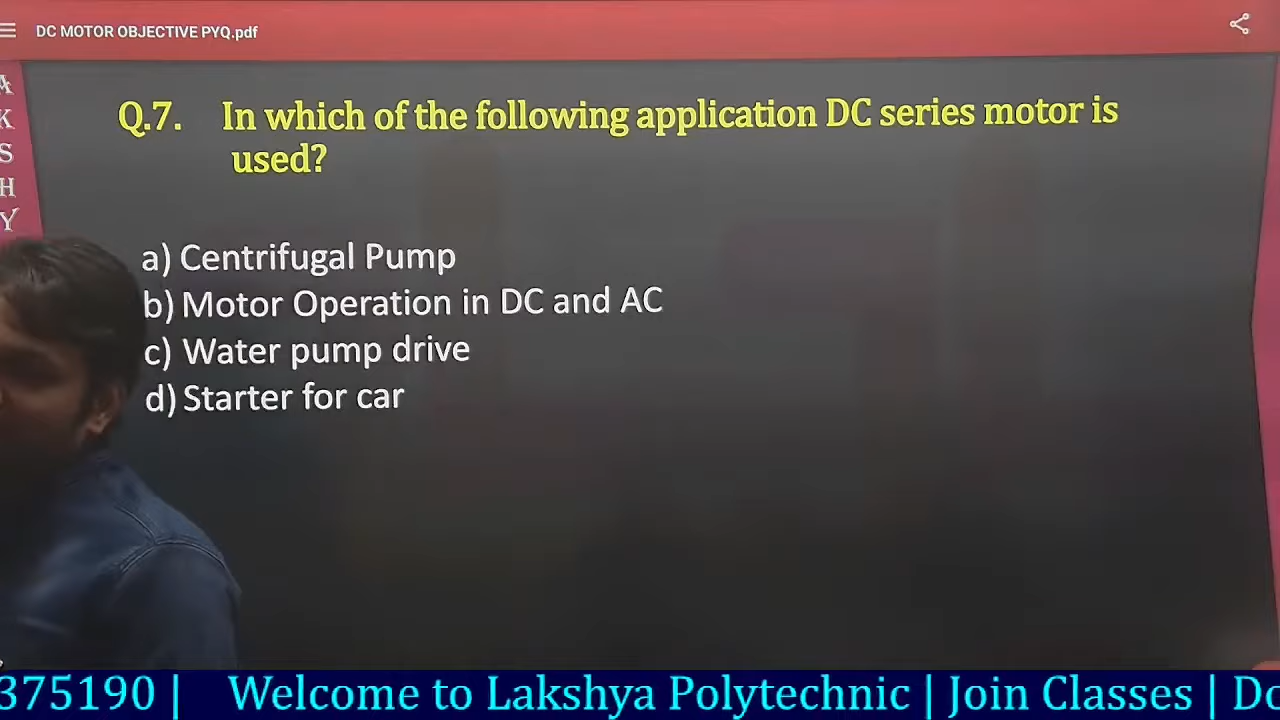 DC MOTOR OBJECTIVE PYQ.pdf
A
K
S
H
Y
Q.7. In which of the following application DC series motor is
used?
a) Centrifugal Pump
b) Motor Operation in DC and AC
c) Water pump drive
d) Starter for car
375190 | Welcome to Lakshya Polytechnic | Join Classes |